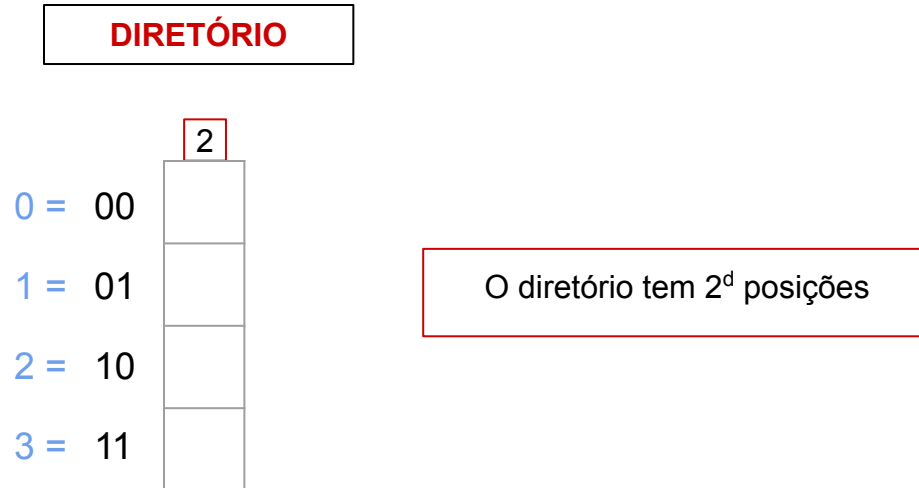 DIRETÓRIO
2
0 = 00
1 = 01
O diretório tem 2ᵈ posições
2 = 10
3 = 11